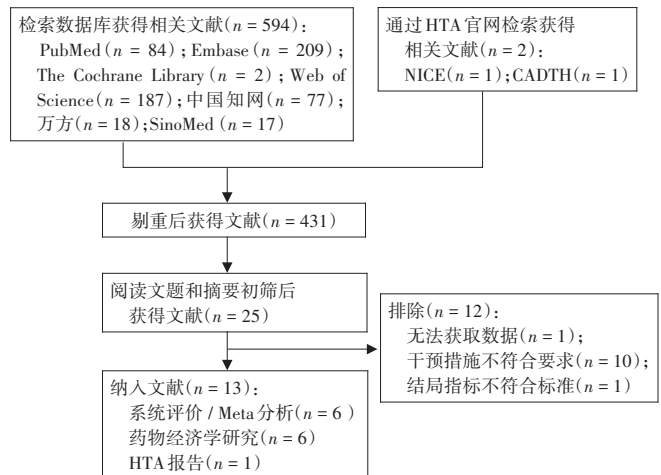 检索数据库获得相关文献(n = 594):
PubMed(n = 84);Embase(n = 209);
The Cochrane Library(n = 2);Web of
Science(n = 187);中国知网(n = 77);
万方(n = 18);SinoMed (n = 17)
通过HTA官网检索获得
相关文献(n = 2):
NICE(n = 1);CADTH(n = 1)
剔重后获得文献(n = 431)
阅读文题和摘要初筛后
获得文献(n = 25)
排除(n = 12):
无法获取数据(n = 1);
干预措施不符合要求(n = 10);
结局指标不符合标准(n = 1)
纳入文献(n = 13):
系统评价 / Meta分析(n = 6 )
药物经济学研究(n = 6)
HTA报告(n = 1)